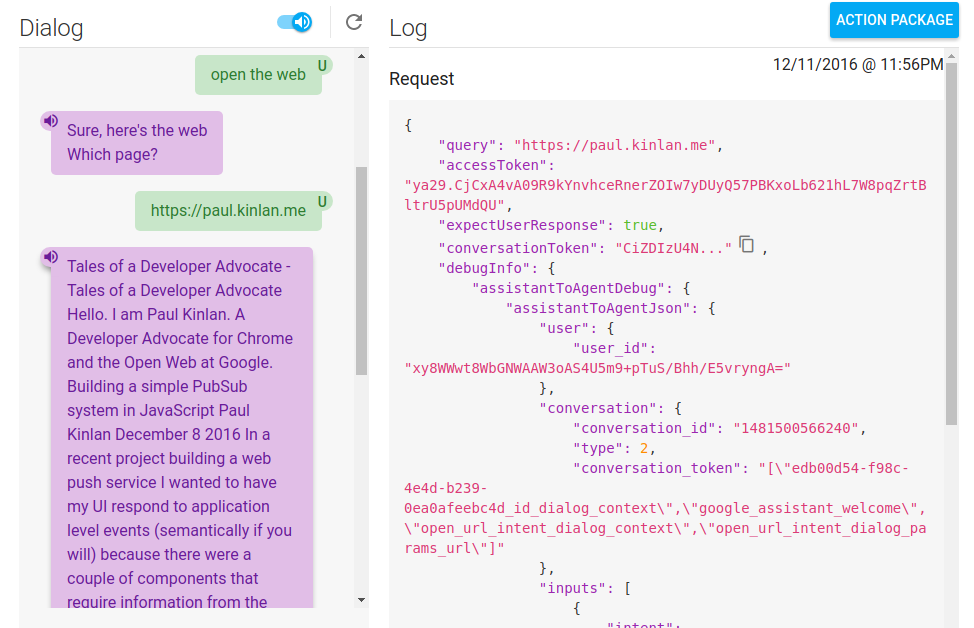 Dialog
open the web
U
Sure, here's the web
Which page?
https://paul.kinlan.me
U
Tales of a Developer Advocate -
Tales of a Developer Advocate
Hello. I am Paul Kinlan. A
Developer Advocate for Chrome
and the Open Web at Google.
Building a simple PubSub
system in JavaScript Paul
Kinlan December 8 2016 In a
recent project building a web
push service I wanted to have
my UI respond to application
level events (semantically if you
will) because there were a
couple of components that
require information from the
Log
ACTION PACKAGE
12/11/2016 @ 11:56PM
Request
{
"query": "https://paul.kinlan.me",
"accessToken":
"ya29.CjCxA4vA09R9kYnvhceRnerZOIw7yDUyQ57PBKxoLb621hL7W8pqZrtB
ltrU5pUMdQU",
"expectUserResponse": true,
"conversationToken": "CiZDIzU4N..." ,
"debugInfo": {
"assistantToAgentDebug": {
"assistantToAgentJson": {
"user": {
"user_id":
"xy8WWwt8WbGNWAAW3oAS4U5m9+pTuS/Bhh/E5vryngA="
},
"conversation": {
"conversation_id": "1481500566240",
"type": 2,
"conversation_token": "[\"edb00d54-f98c-
4e4d-b239-
0ea0afeebc4d_id_dialog_context\",\"google_assistant_welcome\",
\"open_url_intent_dialog_context\",\"open_url_intent_dialog_pa
rams_url\"]"
},
"inputs": [
{
"intent":